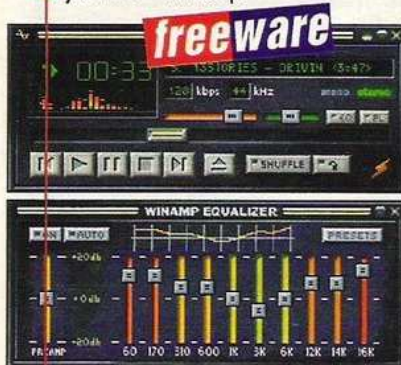 freeware
00:33
3. 13STORIES - DRIVIN <3:47>
128 kbps 44 kHz mono stereo
EQ PL
SHUFFLE
WINAMP EQUALIZER
ON AUTO PRESETS
+20db
+0db
-20db
PREAMP 60 170 310 600 1K 3K 6K 12K 14K 16K